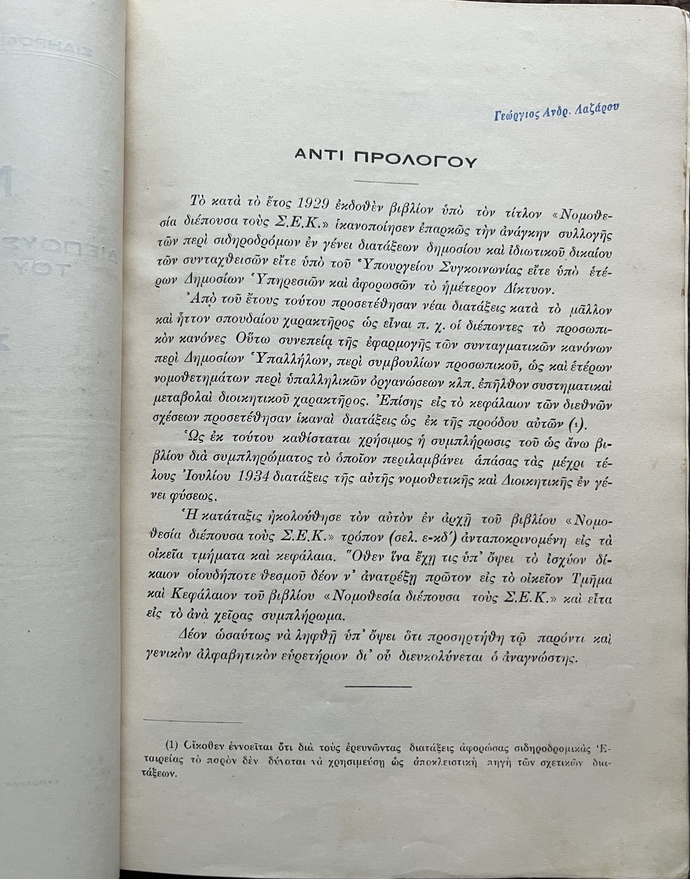 Γεώργιος Ανδρ. Λαζάρου
ΑΝΤΙ ΠΡΟΛΟΓΟΥ
Τὸ κατὰ τὸ ἔτος 1929 ἐκδοθὲν βιβλίον ὑπὸ τὸν τίτλον «Νομοθε-
σία διέπουσα τοὺς Σ.Ε.Κ.» ἱκανοποίησεν ἐπαρκῶς τὴν ἀνάγκην συλλογῆς
τῶν περὶ σιδηροδρόμων ἐν γένει διατάξεων δημοσίου καὶ ἰδιωτικοῦ δικαίου
τῶν συνταχθεισῶν εἴτε ὑπὸ τοῦ Ὑπουργείου Συγκοινωνίας εἴτε ὑπὸ ἑτέ-
ρων Δημοσίων Ὑπηρεσιῶν καὶ ἀφορωσῶν τὸ ἡμέτερον Δίκτυον.
Ἀπὸ τοῦ ἔτους τούτου προσετέθησαν νέαι διατάξεις κατὰ τὸ μᾶλλον
καὶ ἧττον σπουδαίου χαρακτῆρος ὡς εἶναι π. χ. οἱ διέποντες τὸ προσωπι-
κὸν κανόνες Οὕτω συνεπείᾳ τῆς ἐφαρμογῆς τῶν συνταγματικῶν κανόνων
περὶ Δημοσίων Ὑπαλλήλων, περὶ συμβουλίων προσωπικοῦ, ὡς καὶ ἑτέρων
νομοθετημάτων περὶ ὑπαλληλικῶν ὀργανώσεων κλπ. ἐπῆλθον συστηματικαὶ
μεταβολαὶ διοικητικοῦ χαρακτῆρος. Ἐπίσης εἰς τὸ κεφάλαιον τῶν διεθνῶν
σχέσεων προσετέθησαν ἱκαναὶ διατάξεις ὡς ἐκ τῆς προόδου αὐτῶν (ι).
Ὡς ἐκ τούτου καθίσταται χρήσιμος ἡ συμπλήρωσις τοῦ ὡς ἄνω βι-
βλίου διὰ συμπληρώματος τὸ ὁποῖον περιλαμβάνει ἁπάσας τὰς μέχρι τέ-
λους Ἰουλίου 1934 διατάξεις τῆς αὐτῆς νομοθετικῆς καὶ Διοικητικῆς ἐν γέ-
νει φύσεως.
Ἡ κατάταξις ἠκολούθησε τὸν αὐτὸν ἐν ἀρχῇ τοῦ βιβλίου «Νομο-
θεσία διέπουσα τοὺς Σ.Ε.Κ.» τρόπον (σελ. ε-κδ′) ἀνταποκρινομένη εἰς τὰ
οἰκεῖα τμήματα καὶ κεφάλαια. Ὅθεν ἵνα ἔχῃ τις ὑπ' ὄψει τὸ ἰσχύον δί-
καιον οἱουδήποτε θεσμοῦ δέον ν' ἀνατρέξῃ πρῶτον εἰς τὸ οἰκεῖον Τμῆμα
καὶ Κεφάλαιον τοῦ βιβλίου «Νομοθεσία διέπουσα τοὺς Σ.Ε.Κ.» καὶ εἶτα
εἰς τὸ ἀνὰ χεῖρας συμπλήρωμα.
Δέον ὡσαύτως νὰ ληφθῇ ὑπ' ὄψει ὅτι προσηρτήθη τῷ παρόντι καὶ
γενικὸν ἀλφαβητικὸν εὑρετήριον δι' οὗ διευκολύνεται ὁ ἀναγνώστης.
(1) Οἴκοθεν ἐννοεῖται ὅτι διὰ τοὺς ἐρευνῶντας διατάξεις ἀφορώσας σιδηροδρομικὰς Ἑ-
ταιρείας τὸ παρὸν δὲν δύναται νὰ χρησιμεύσῃ ὡς ἀποκλειστικὴ πηγὴ τῶν σχετικῶν δια-
τάξεων.